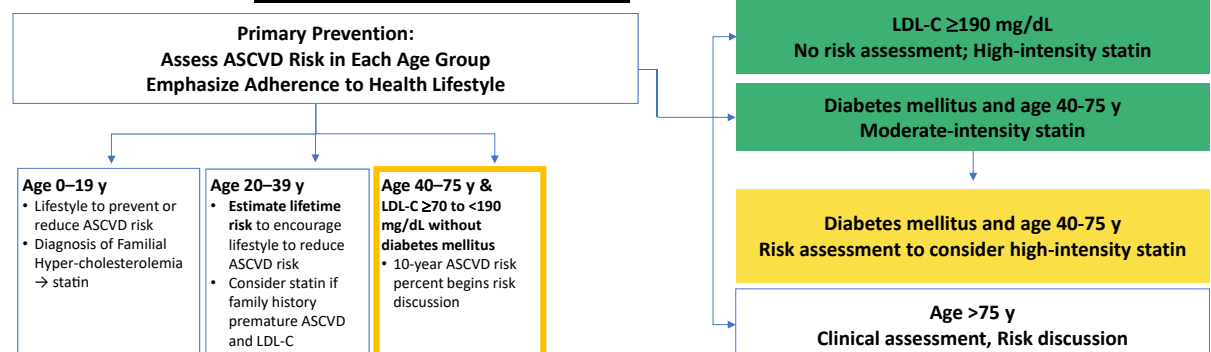 Primary Prevention:
Assess ASCVD Risk in Each Age Group
Emphasize Adherence to Health Lifestyle
Age 0–19 y
• Lifestyle to prevent or
reduce ASCVD risk
• Diagnosis of Familial
Hyper-cholesterolemia
→ statin
Age 20–39 y
• Estimate lifetime
risk to encourage
lifestyle to reduce
ASCVD risk
• Consider statin if
family history
premature ASCVD
and LDL-C
Age 40–75 y &
LDL-C ≥70 to <190
mg/dL without
diabetes mellitus
• 10-year ASCVD risk
percent begins risk
discussion
LDL-C ≥190 mg/dL
No risk assessment; High-intensity statin
Diabetes mellitus and age 40-75 y
Moderate-intensity statin
Diabetes mellitus and age 40-75 y
Risk assessment to consider high-intensity statin
Age >75 y
Clinical assessment, Risk discussion